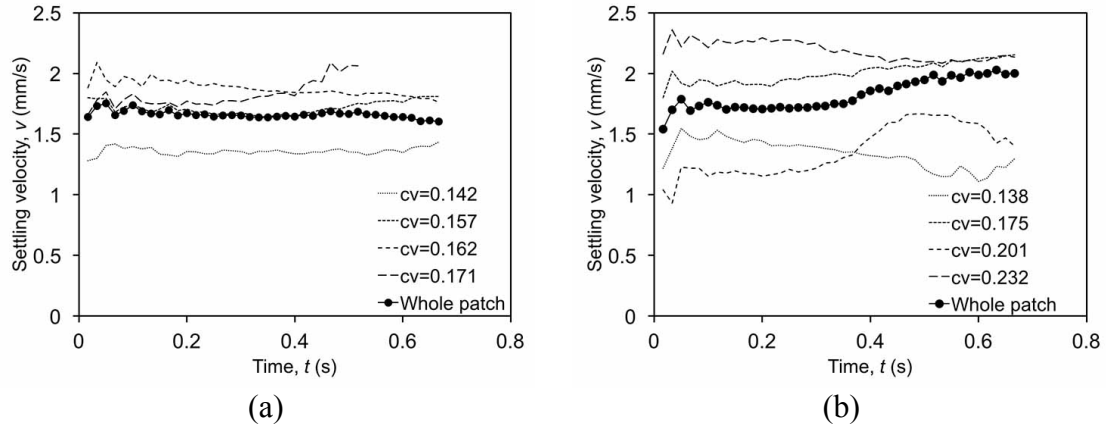 2.5
2
1.5
1
0.5
0
Settling velocity, v (mm/s)
cv=0.142
cv=0.157
cv=0.162
cv=0.171
Whole patch
0 0.2 0.4 0.6 0.8
Time, t (s)
(a)
2.5
2
1.5
1
0.5
0
Settling velocity, v (mm/s)
cv=0.138
cv=0.175
cv=0.201
cv=0.232
Whole patch
0 0.2 0.4 0.6 0.8
Time, t (s)
(b)